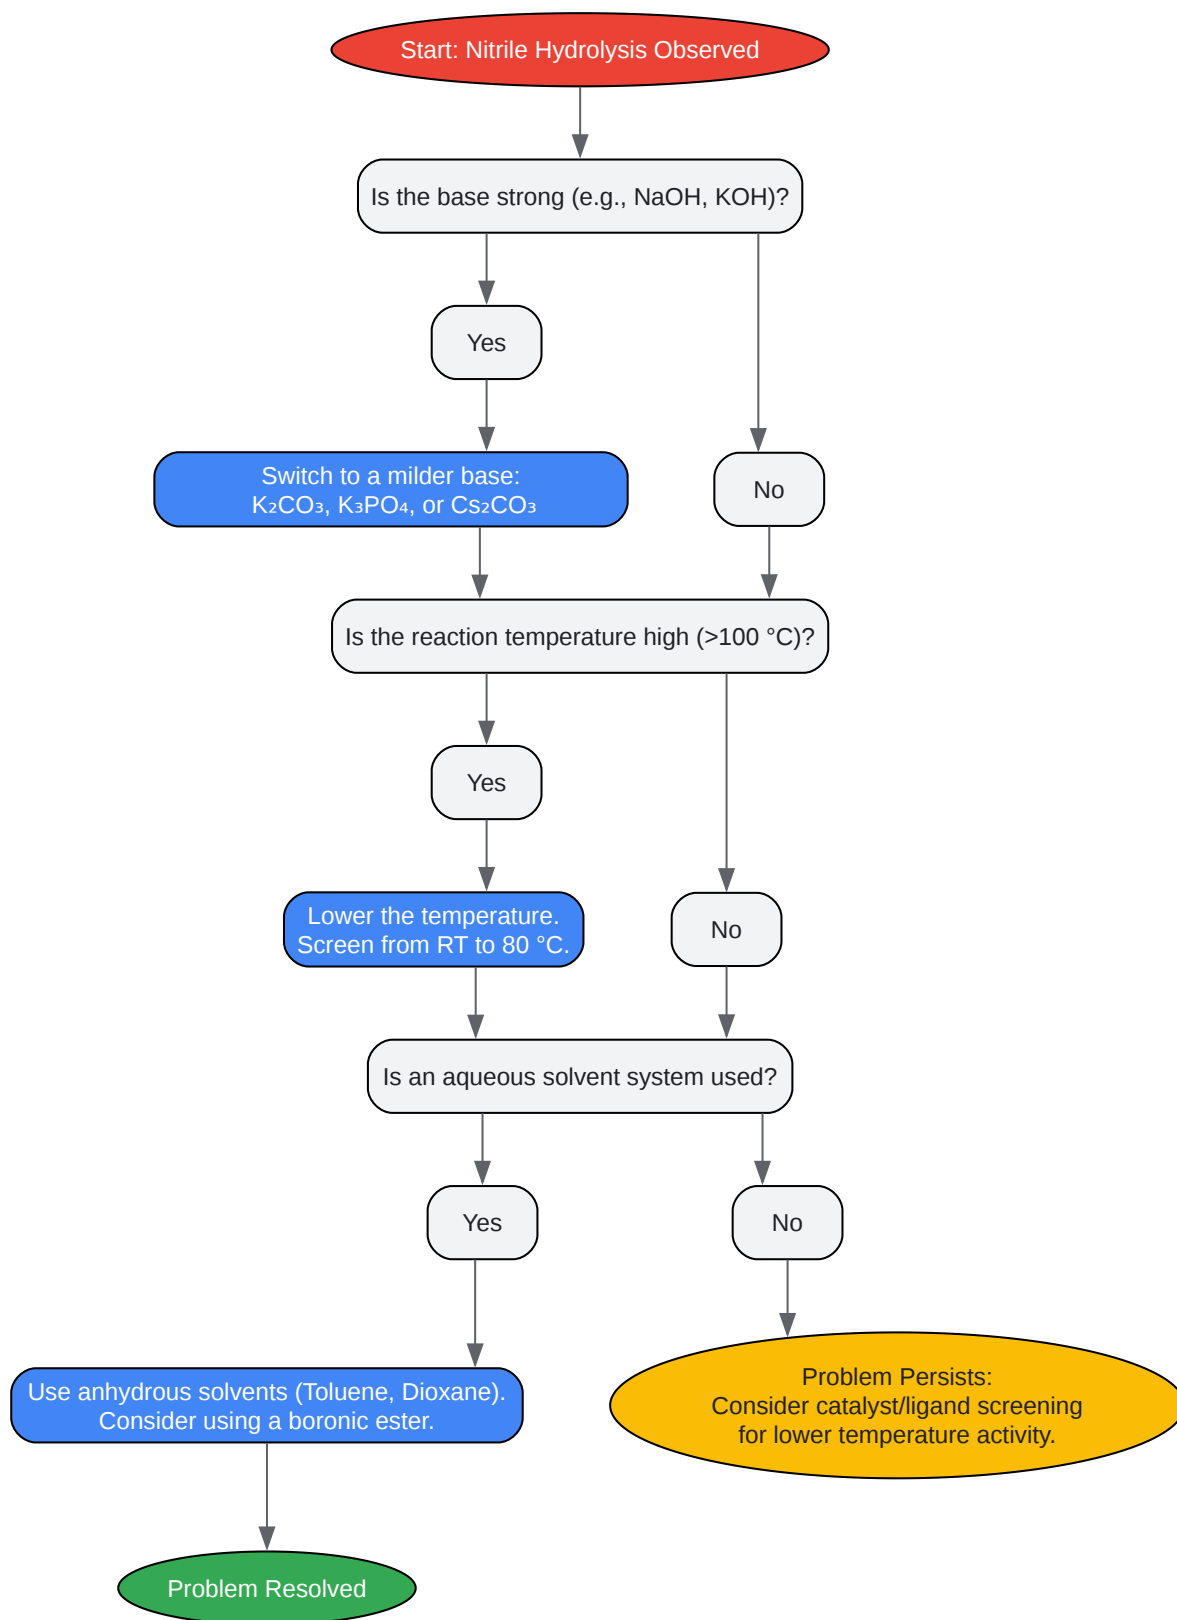 Start: Nitrile Hydrolysis Observed
Is the base strong (e.g., NaOH, KOH)?
Yes
Switch to a milder base:
K₂CO₃, K₃PO₄, or Cs₂CO₃
No
Is the reaction temperature high (>100 °C)?
Yes
Lower the temperature.
Screen from RT to 80 °C.
No
Is an aqueous solvent system used?
Yes
No
Use anhydrous solvents (Toluene, Dioxane).
Consider using a boronic ester.
Problem Persists:
Consider catalyst/ligand screening
for lower temperature activity.
Problem Resolved